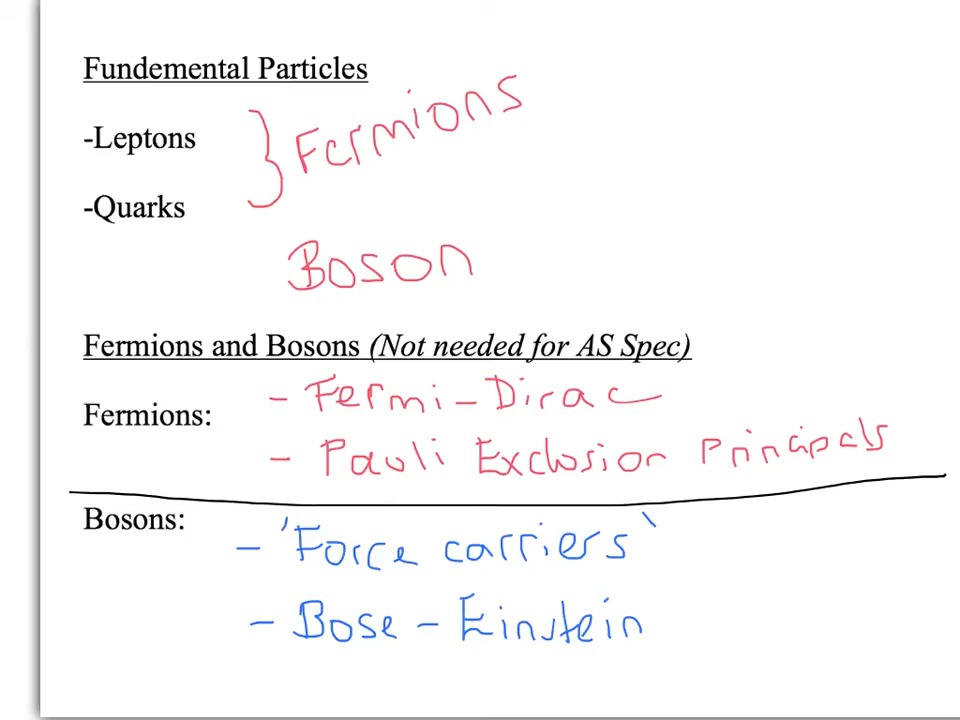 Fundemental Particles
-Leptons
} Fermions
-Quarks
Boson
Fermions and Bosons (Not needed for AS Spec)
Fermions:
- Fermi-Dirac
- Pauli Exclusion Principals
Bosons:
- 'Force carriers'
- Bose-Einstein